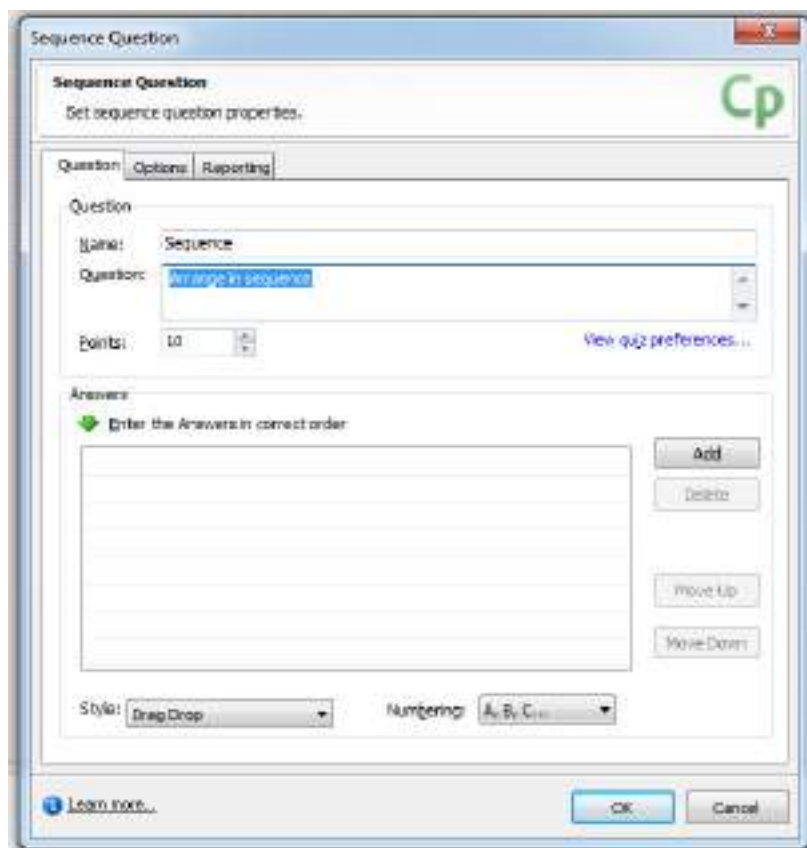 Sequence Question
Sequence Question
Set sequence question properties.
Cp
Question Options Reporting
Question
Name: Sequence
Question: Arrange in sequence
Points: 10 View quiz preferences...
Answers
Enter the Answers in correct order
Add
Delete
Move Up
Move Down
Style: Drag Drop Numbering: A, B, C...
Learn more... OK Cancel